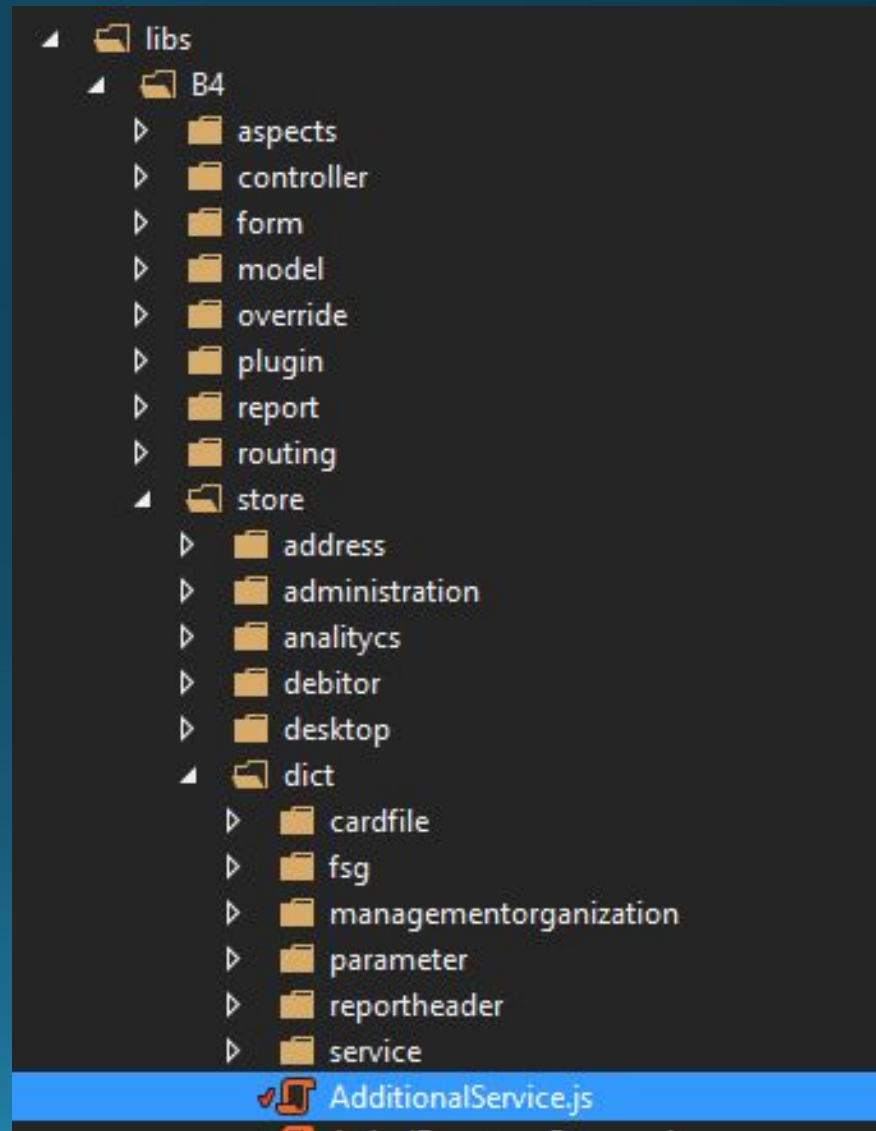 libs
B4
aspects
controller
form
model
override
plugin
report
routing
store
address
administration
analitycs
debitor
desktop
dict
cardfile
fsg
managementorganization
parameter
reportheader
service
AdditionalService.js